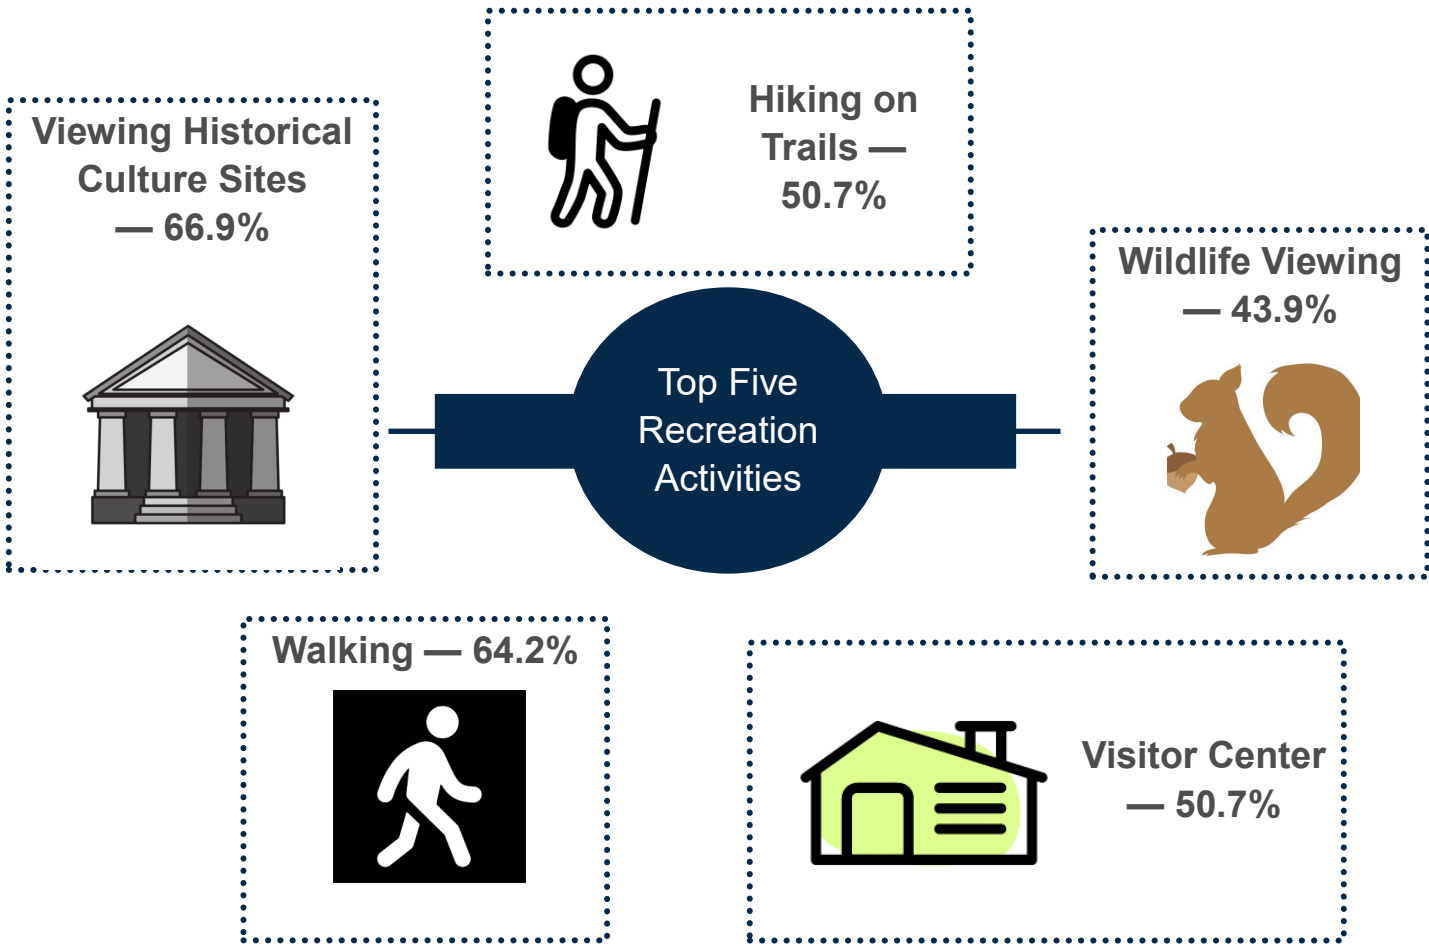 Hiking on
Trails —
50.7%
Viewing Historical
Culture Sites
— 66.9%
Wildlife Viewing
— 43.9%
Top Five
Recreation
Activities
Walking — 64.2%
Visitor Center
— 50.7%